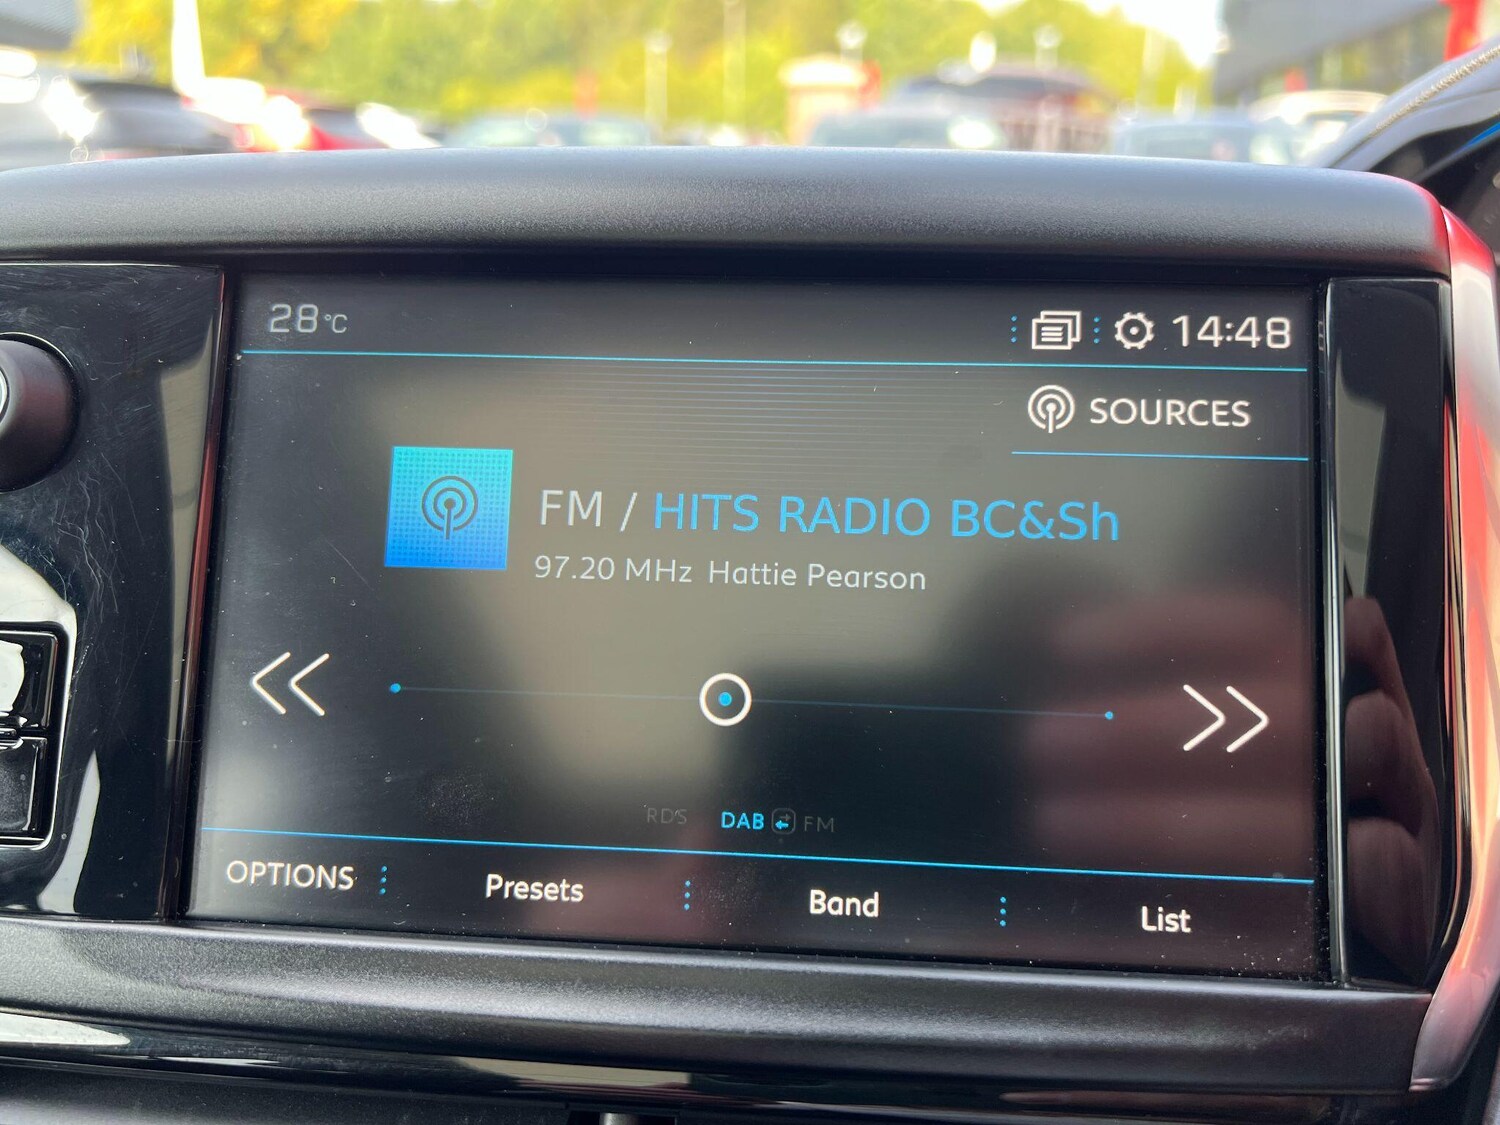 28°C
14:48
SOURCES
FM / HITS RADIO BC&Sh
97.20 MHz Hattie Pearson
RDS DAB FM
OPTIONS Presets Band List